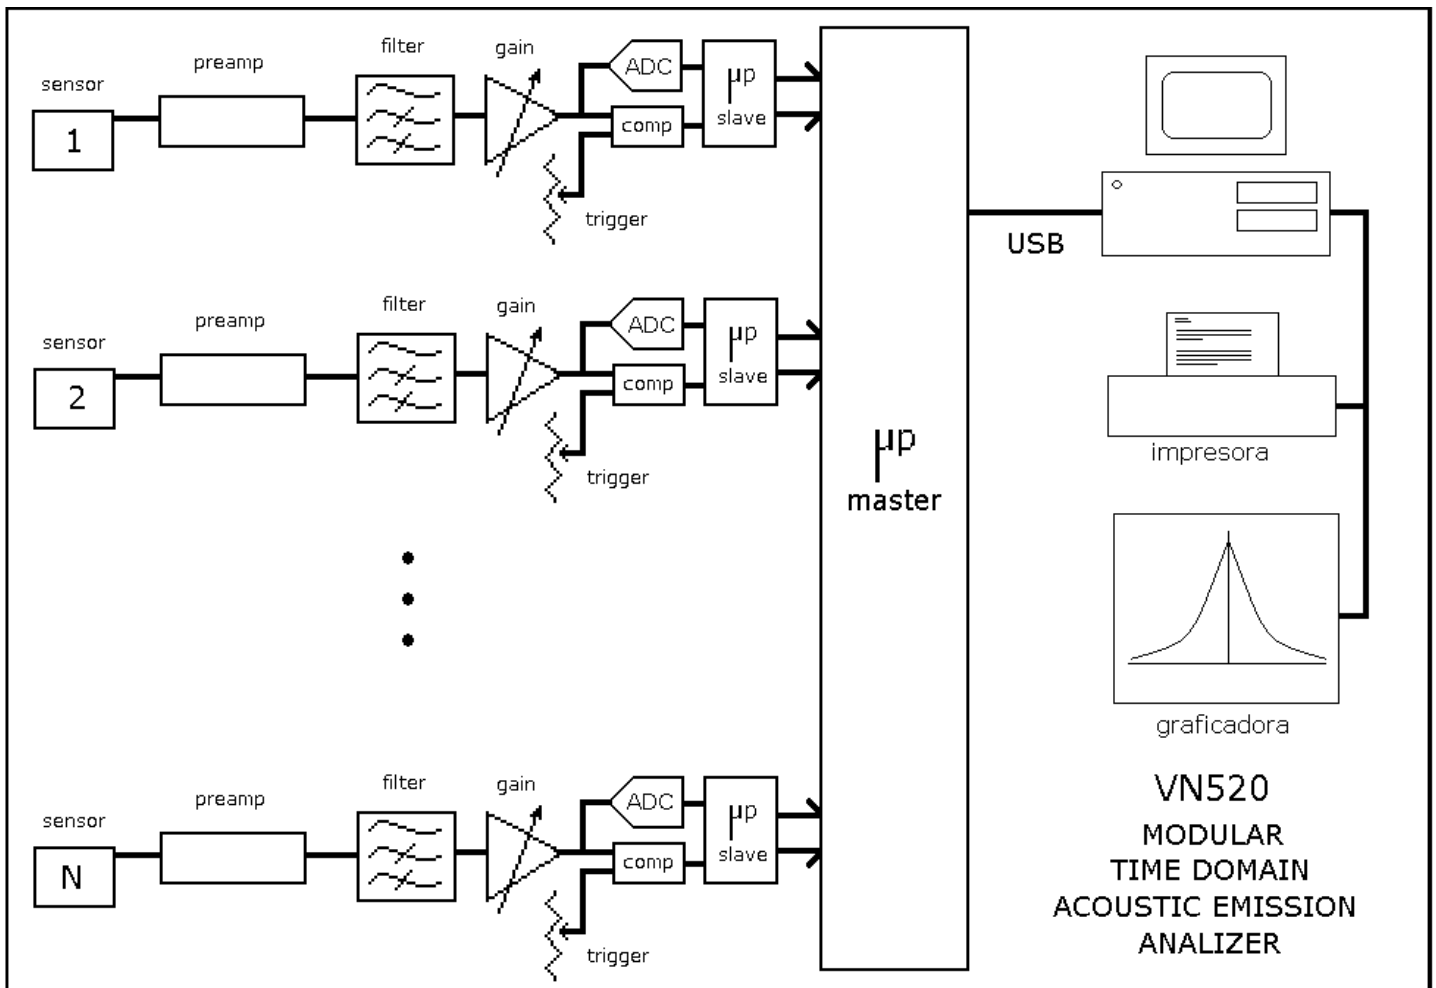 sensor
1
preamp
filter
gain
ADC
comp
trigger
µp
slave
sensor
2
preamp
filter
gain
ADC
comp
trigger
µp
slave
sensor
N
preamp
filter
gain
ADC
comp
trigger
µp
slave
µp
master
USB
impresora
graficadora
VN520
MODULAR
TIME DOMAIN
ACOUSTIC EMISSION
ANALIZER